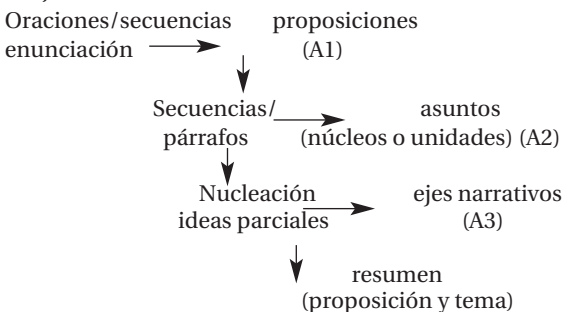 Oraciones/secuencias proposiciones
enunciación (A1)
Secuencias/ asuntos
párrafos (núcleos o unidades) (A2)
Nucleación ejes narrativos
ideas parciales (A3)
resumen
(proposición y tema)